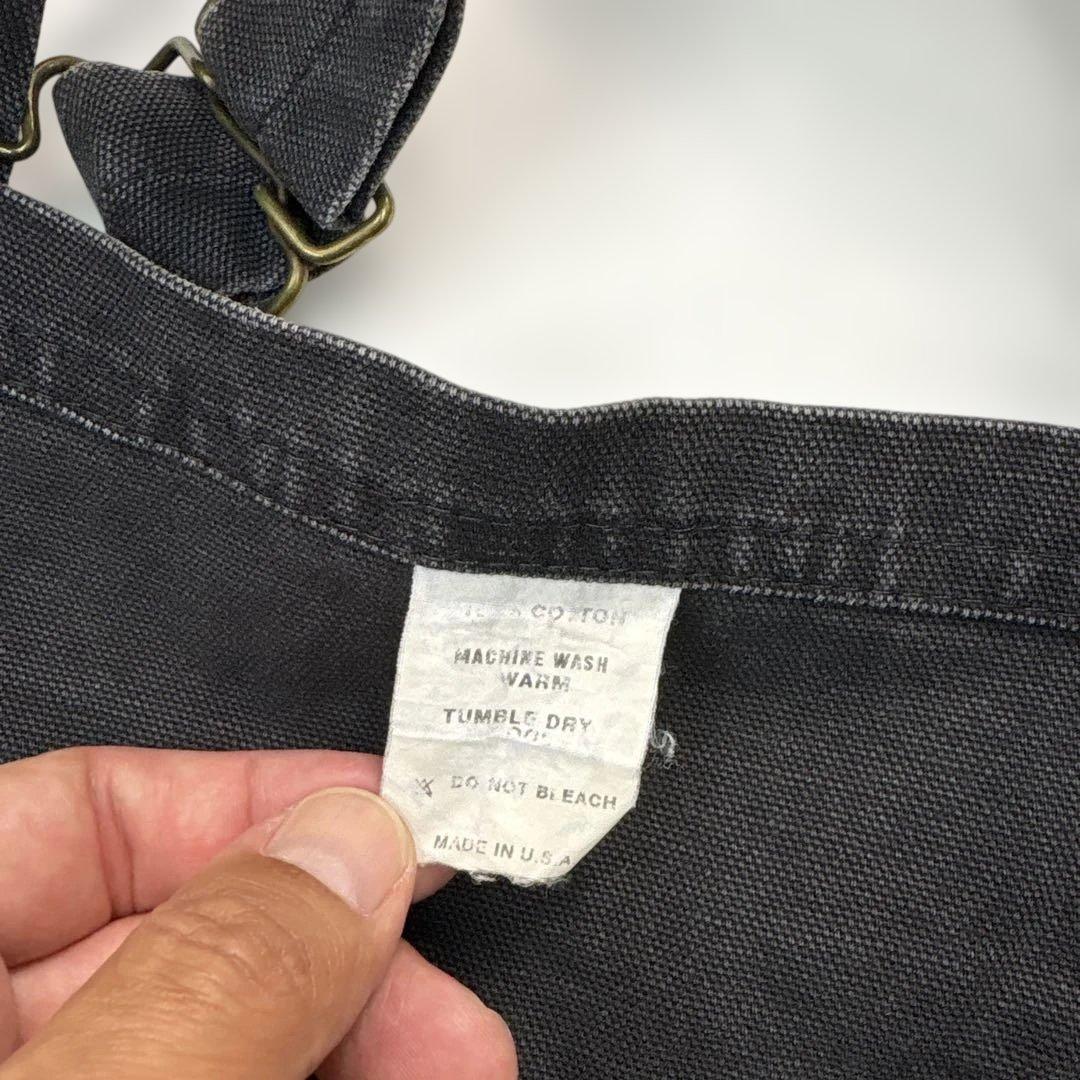 COTTON
MACHINE WASH
WARM
TUMBLE DRY
DO NOT BLEACH
MADE IN U.S.A.